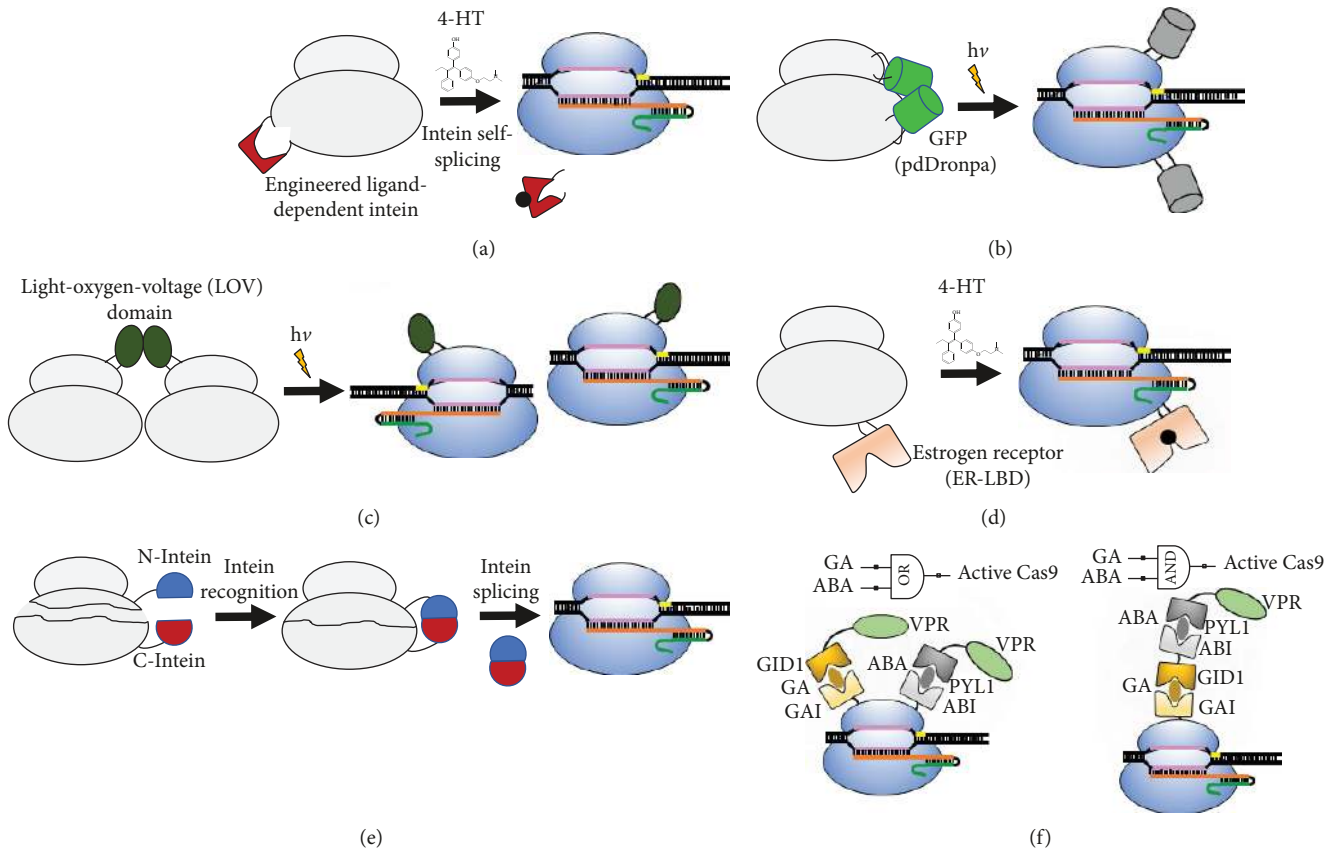 4-HT
OH
Intein self-
splicing
Engineered ligand-
dependent intein
(a)
hν
GFP
(pdDronpa)
(b)
Light-oxygen-voltage (LOV)
domain
hν
(c)
4-HT
OH
Estrogen receptor
(ER-LBD)
(d)
N-Intein
Intein
recognition
C-Intein
Intein
splicing
(e)
GA
ABA
OR
Active Cas9
VPR
GID1
GA
GAI
ABA
PYL1
ABI
VPR
GA
ABA
AND
Active Cas9
VPR
ABA
PYL1
ABI
GA
GID1
GAI
(f)